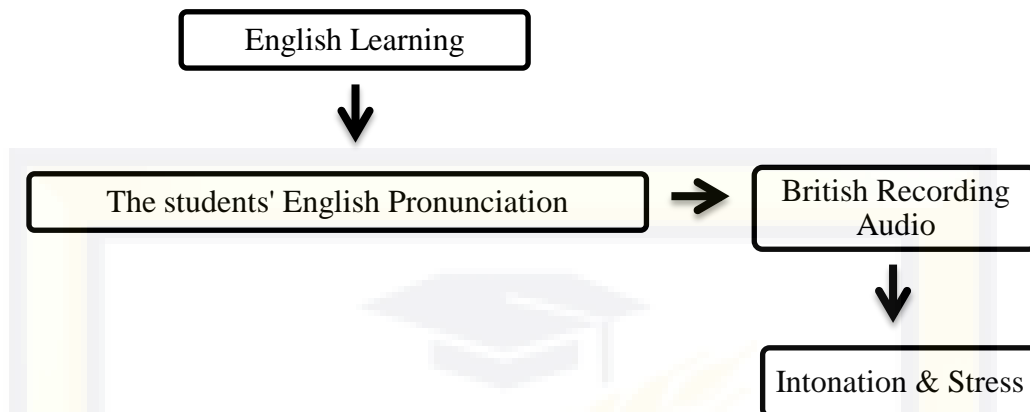 English Learning
The students' English Pronunciation
British Recording
Audio
Intonation & Stress